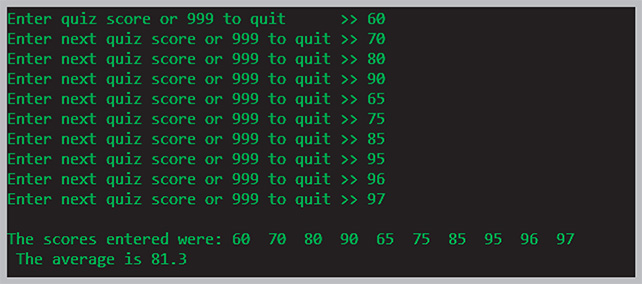 Enter quiz score or 999 to quit      >> 60
Enter next quiz score or 999 to quit >> 70
Enter next quiz score or 999 to quit >> 80
Enter next quiz score or 999 to quit >> 90
Enter next quiz score or 999 to quit >> 65
Enter next quiz score or 999 to quit >> 75
Enter next quiz score or 999 to quit >> 85
Enter next quiz score or 999 to quit >> 95
Enter next quiz score or 999 to quit >> 96
Enter next quiz score or 999 to quit >> 97
The scores entered were: 60  70  80  90  65  75  85  95  96  97
 The average is 81.3